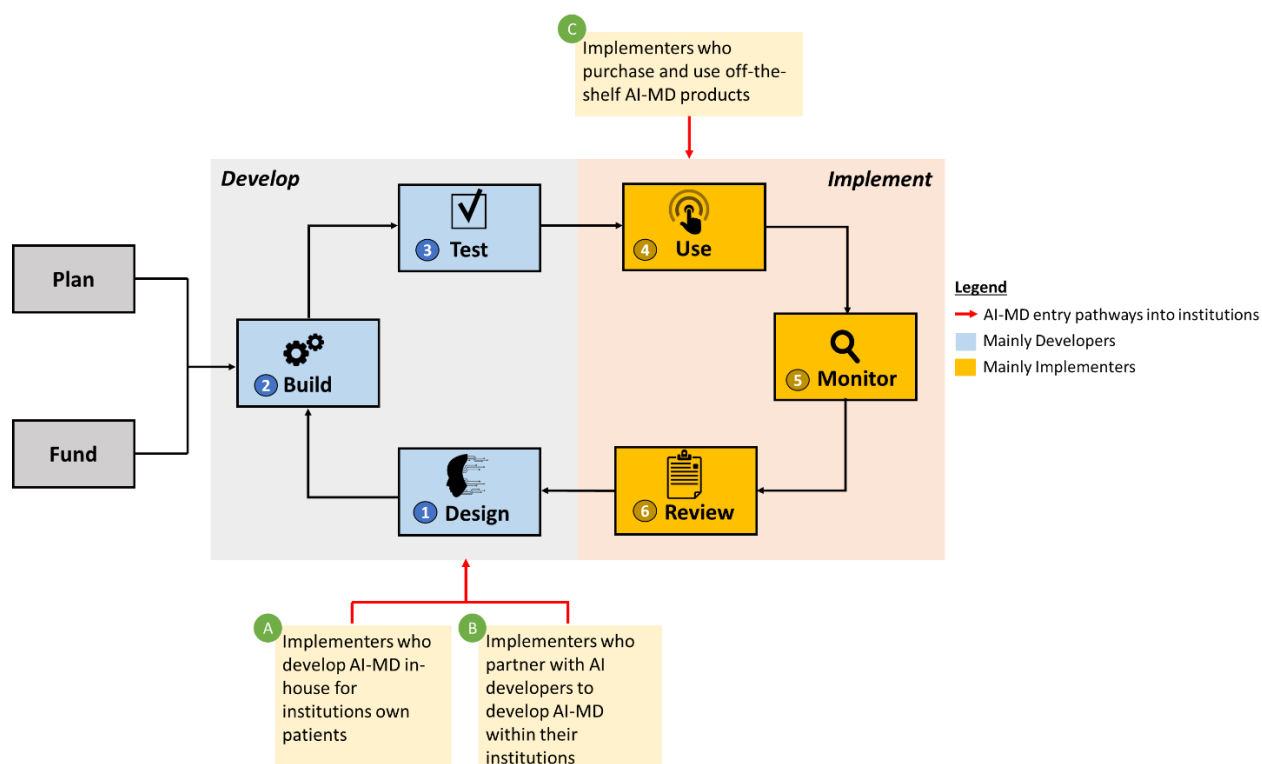 C
Implementers who
purchase and use off-the-
shelf AI-MD products
Develop
Implement
3 Test
4 Use
Plan
Legend
AI-MD entry pathways into institutions
Mainly Developers
Mainly Implementers
2 Build
5 Monitor
Fund
1 Design
6 Review
A
Implementers who
develop AI-MD in-
house for
institutions own
patients
B
Implementers who
partner with AI
developers to
develop AI-MD
within their
institutions